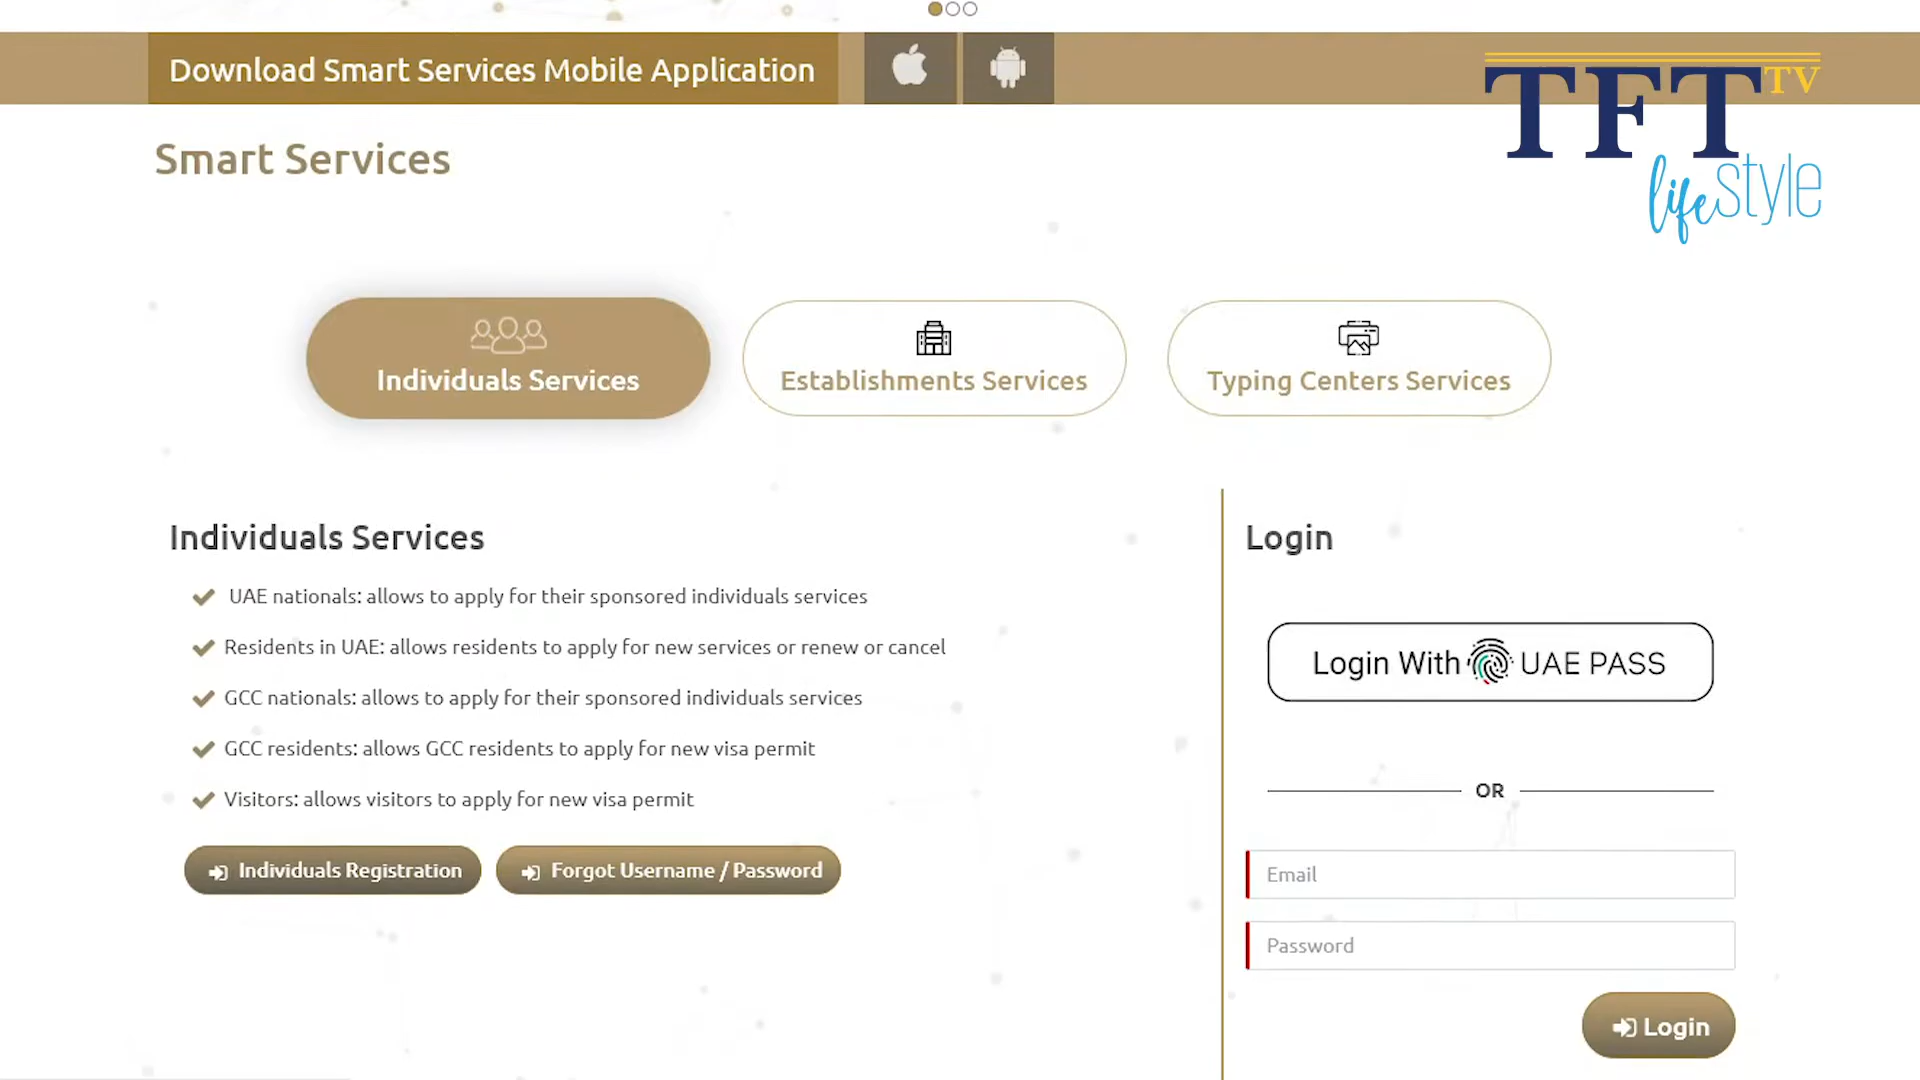 Download Smart Services Mobile Application
TFT TV
lifestyle
Smart Services
Individuals Services
Establishments Services
Typing Centers Services
Individuals Services
UAE nationals: allows to apply for their sponsored individuals services
Residents in UAE: allows residents to apply for new services or renew or cancel
GCC nationals: allows to apply for their sponsored individuals services
GCC residents: allows GCC residents to apply for new visa permit
Visitors: allows visitors to apply for new visa permit
Individuals Registration
Forgot Username / Password
Login
Login With UAE PASS
OR
Email
Password
Login